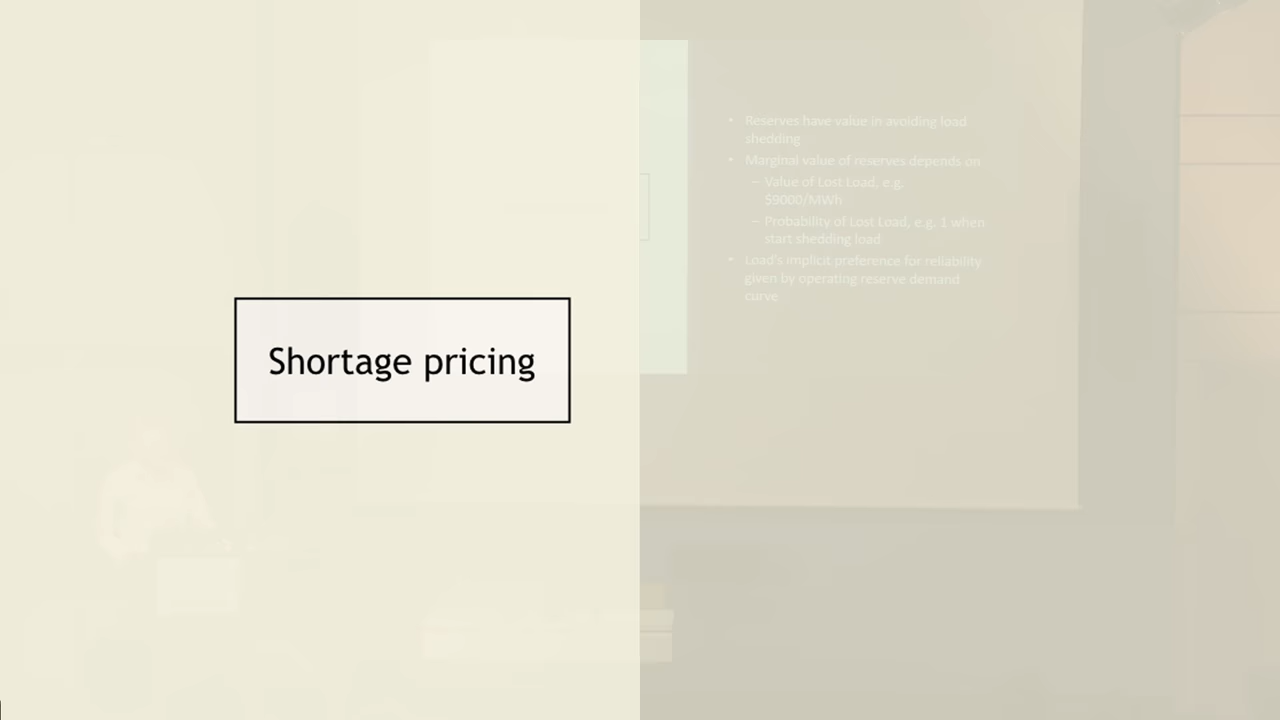 Shortage pricing
• Reserves have value in avoiding load
shedding
• Marginal value of reserves depends on
– Value of Lost Load, e.g.
$9000/MWh
– Probability of Lost Load, e.g. 1 when
start shedding load
• Load's implicit preference for reliability
given by operating reserve demand
curve